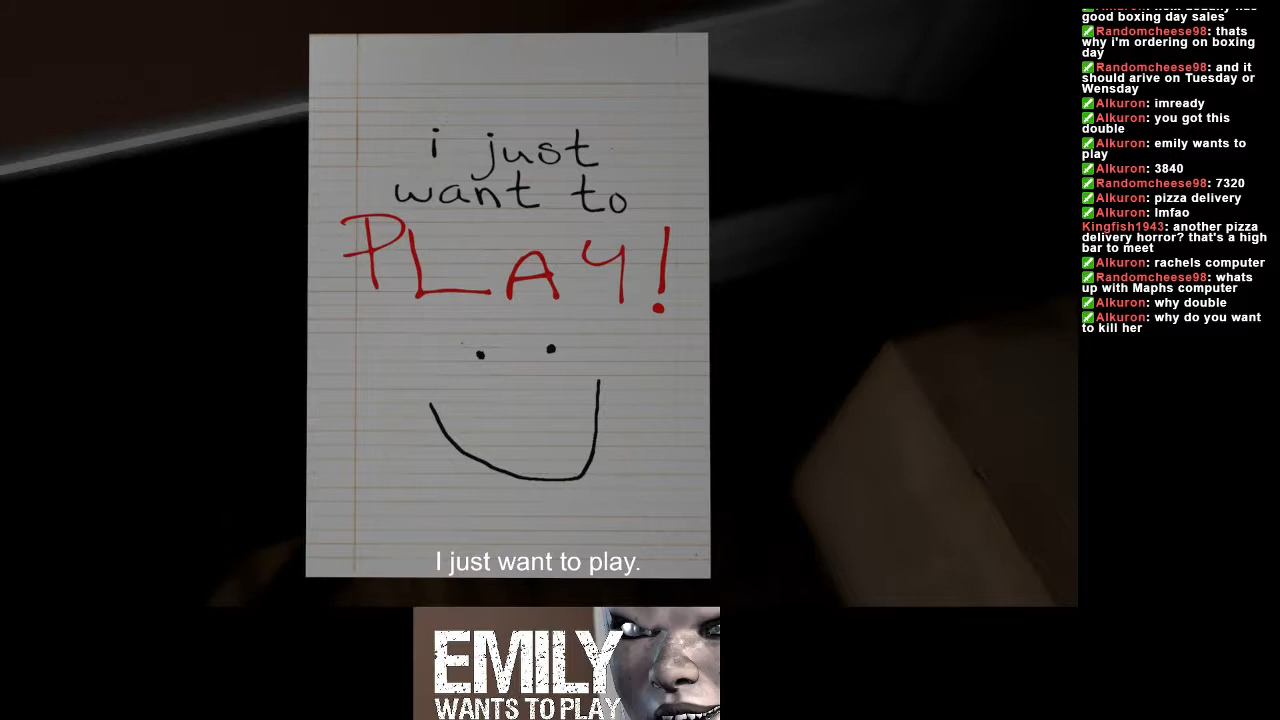 i just
want to
PLAY!
I just want to play.
EMILY
WANTS TO PLAY
good boxing day sales
Randomcheese98: thats
why i'm ordering on boxing
day
Randomcheese98: and it
should arive on Tuesday or
Wensday
Alkuron: imready
Alkuron: you got this
double
Alkuron: emily wants to
play
Alkuron: 3840
Randomcheese98: 7320
Alkuron: pizza delivery
Alkuron: lmfao
Kingfish1943: another pizza
delivery horror? that's a high
bar to meet
Alkuron: rachels computer
Randomcheese98: whats
up with Maphs computer
Alkuron: why double
Alkuron: why do you want
to kill her